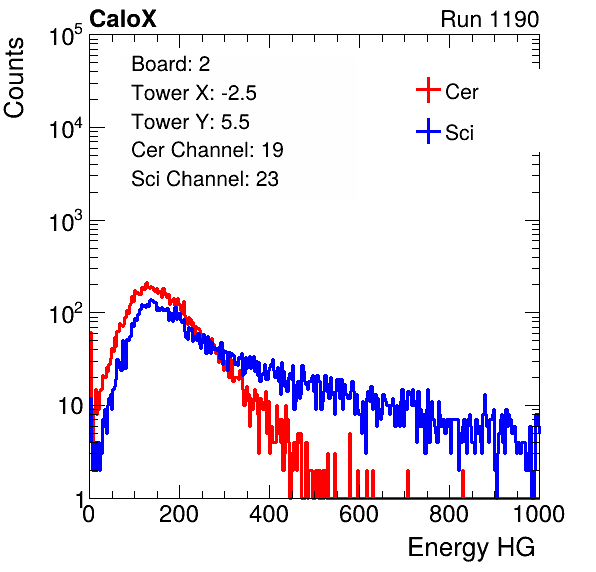 CaloX Run 1190
Counts
10^5
10^4
10^3
10^2
10
1
Board: 2
Tower X: -2.5
Tower Y: 5.5
Cer Channel: 19
Sci Channel: 23
Cer
Sci
0 200 400 600 800 1000
Energy HG